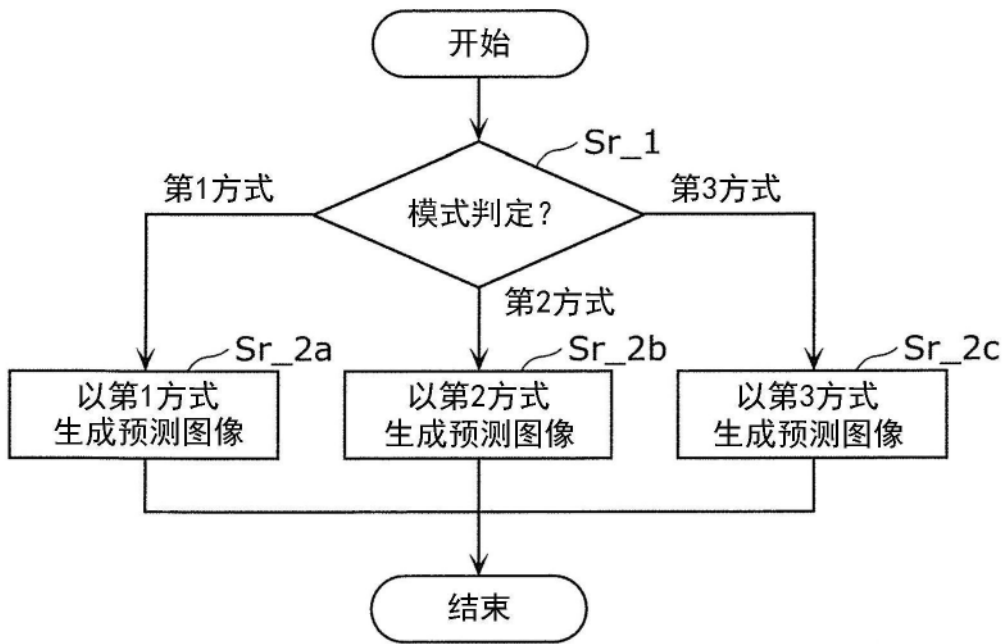 开始
Sr_1
第1方式
模式判定?
第3方式
第2方式
Sr_2a
Sr_2b
Sr_2c
以第1方式
生成预测图像
以第2方式
生成预测图像
以第3方式
生成预测图像
结束